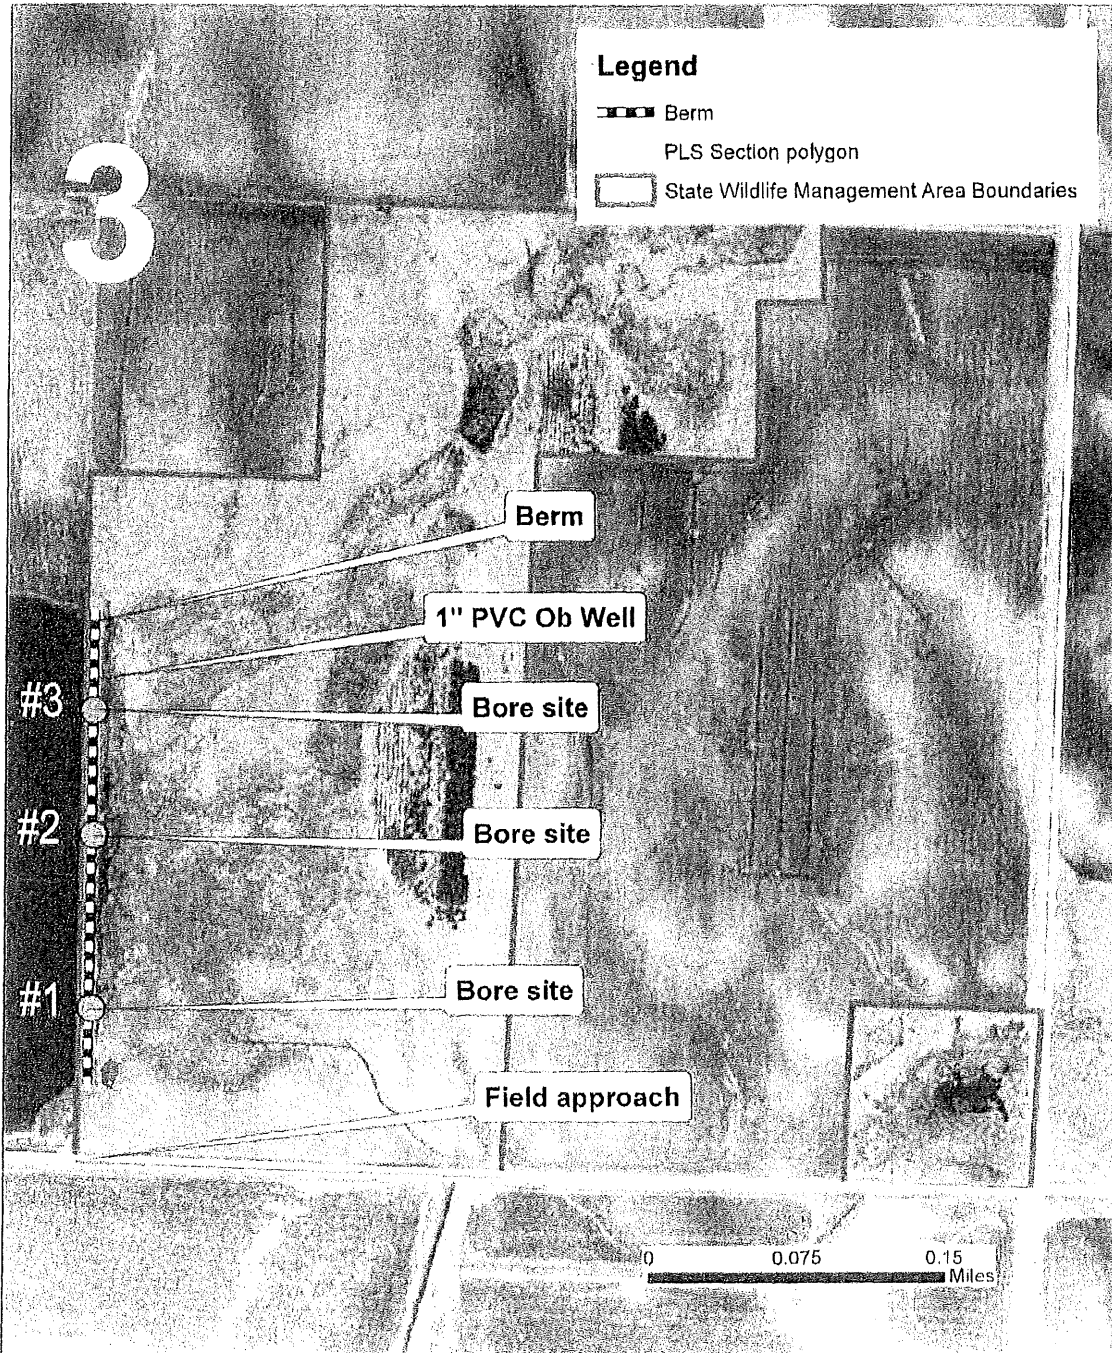 Legend
Berm
PLS Section polygon
State Wildlife Management Area Boundaries
3
Berm
1" PVC Ob Well
#3
Bore site
#2
Bore site
#1
Bore site
Field approach
0 0.075 0.15
Miles